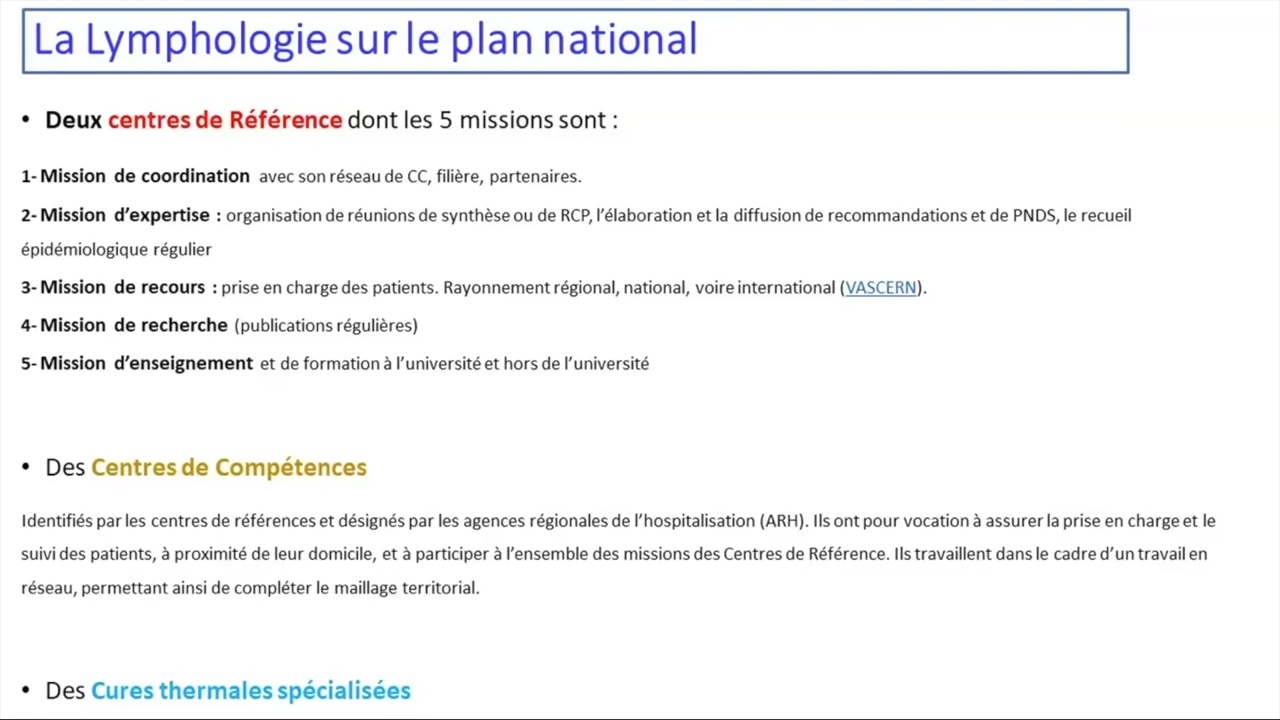 La Lymphologie sur le plan national
• Deux centres de Référence dont les 5 missions sont :
1- Mission de coordination avec son réseau de CC, filière, partenaires.
2- Mission d’expertise : organisation de réunions de synthèse ou de RCP, l’élaboration et la diffusion de recommandations et de PNDS, le recueil
épidémiologique régulier
3- Mission de recours : prise en charge des patients. Rayonnement régional, national, voire international (VASCERN).
4- Mission de recherche (publications régulières)
5- Mission d’enseignement et de formation à l’université et hors de l’université
• Des Centres de Compétences
Identifiés par les centres de références et désignés par les agences régionales de l’hospitalisation (ARH). Ils ont pour vocation à assurer la prise en charge et le
suivi des patients, à proximité de leur domicile, et à participer à l’ensemble des missions des Centres de Référence. Ils travaillent dans le cadre d’un travail en
réseau, permettant ainsi de compléter le maillage territorial.
• Des Cures thermales spécialisées